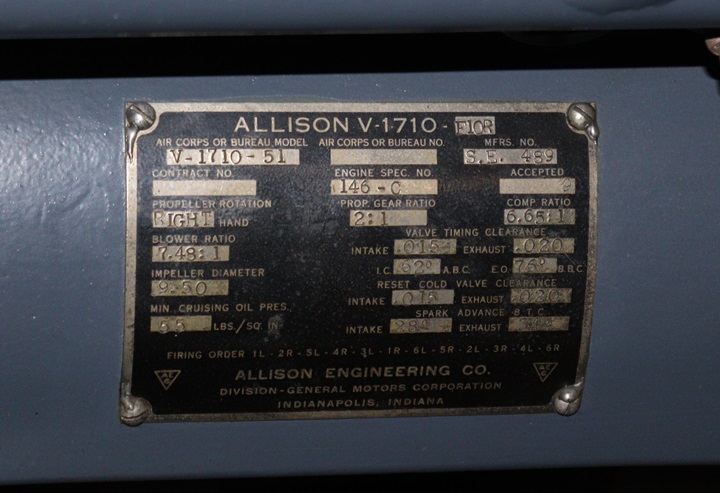 ALLISON V-1710 - F10R
AIR CORPS OR BUREAU MODEL AIR CORPS OR BUREAU NO. MFRS. NO.
V-1710-51 S.E. 489
CONTRACT NO. ENGINE SPEC. NO ACCEPTED
146-C
PROPELLER ROTATION PROP. GEAR RATIO COMP RATIO
RIGHT HAND 2:1 6.65:1
BLOWER RATIO VALVE TIMING CLEARANCE
7.48:1 INTAKE .015 EXHAUST .020
IMPELLER DIAMETER I.C. 62° A.B.C. E.O. 76° B.B.C
9.50 RESET COLD VALVE CLEARANCE
MIN. CRUISING OIL PRES. INTAKE .015 EXHAUST .020
55 LBS/SQ. IN. SPARK ADVANCE B.T.C.
INTAKE EXHAUST
FIRING ORDER 1L - 2R - 5L - 4R - 3L - 1R - 6L - 5R - 2L - 3R - 4L - 6R
ALLISON ENGINEERING CO.
DIVISION - GENERAL MOTORS CORPORATION
INDIANAPOLIS, INDIANA